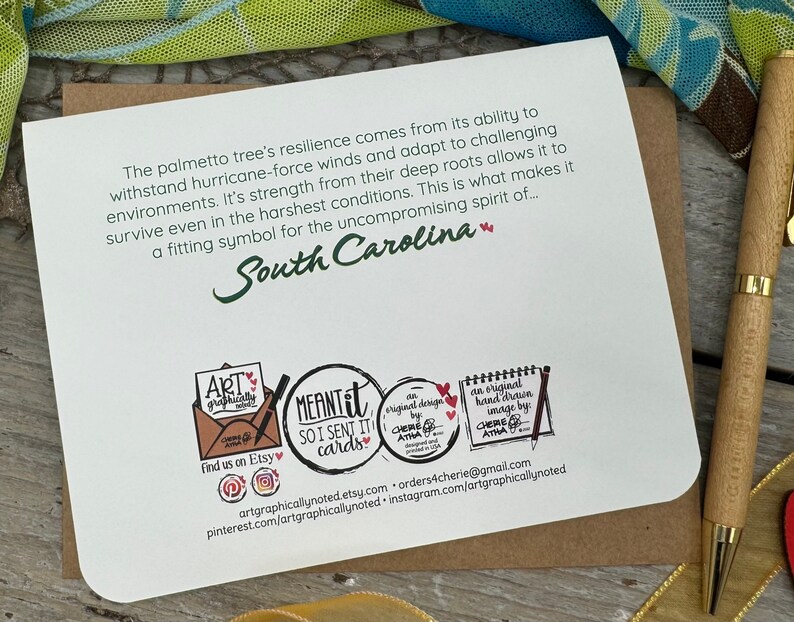 The palmetto tree's resilience comes from its ability to
withstand hurricane-force winds and adapt to challenging
environments. It's strength from their deep roots allows it to
survive even in the harshest conditions. This is what makes it
a fitting symbol for the uncompromising spirit of...
South Carolina
ART
graphically
noted
CHERIE
ATHA
find us on Etsy
MEANT it
SO I SENT IT
cards
an
original design
by:
CHERIE
ATHA
designed and
printed in USA
an original
hand drawn
image by:
CHERIE
ATHA
artgraphicallynoted.etsy.com • orders4cherie@gmail.com
pinterest.com/artgraphicallynoted • instagram.com/artgraphicallynoted